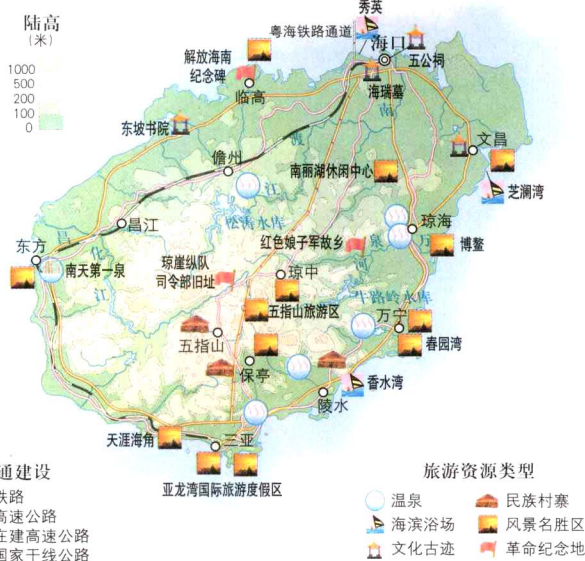 陆高
(米)
1000
500
200
100
0
秀英
粤海铁路通道
海口
五公祠
解放海南
纪念碑
临高
海瑞墓
南
渡
江
东坡书院
文昌
儋州
南丽湖休闲中心
芝澜湾
松涛水库
昌江
昌
化
江
红色娘子军故乡
琼海
万
泉
河
博鳌
东方
南天第一泉
琼崖纵队
司令部旧址
琼中
牛路岭水库
五指山旅游区
万宁
五指山
春园湾
保亭
香水湾
陵水
天涯海角
三亚
亚龙湾国际旅游度假区
通建设
铁路
高速公路
在建高速公路
国家干线公路
旅游资源类型
温泉
民族村寨
海滨浴场
风景名胜区
文化古迹
革命纪念地